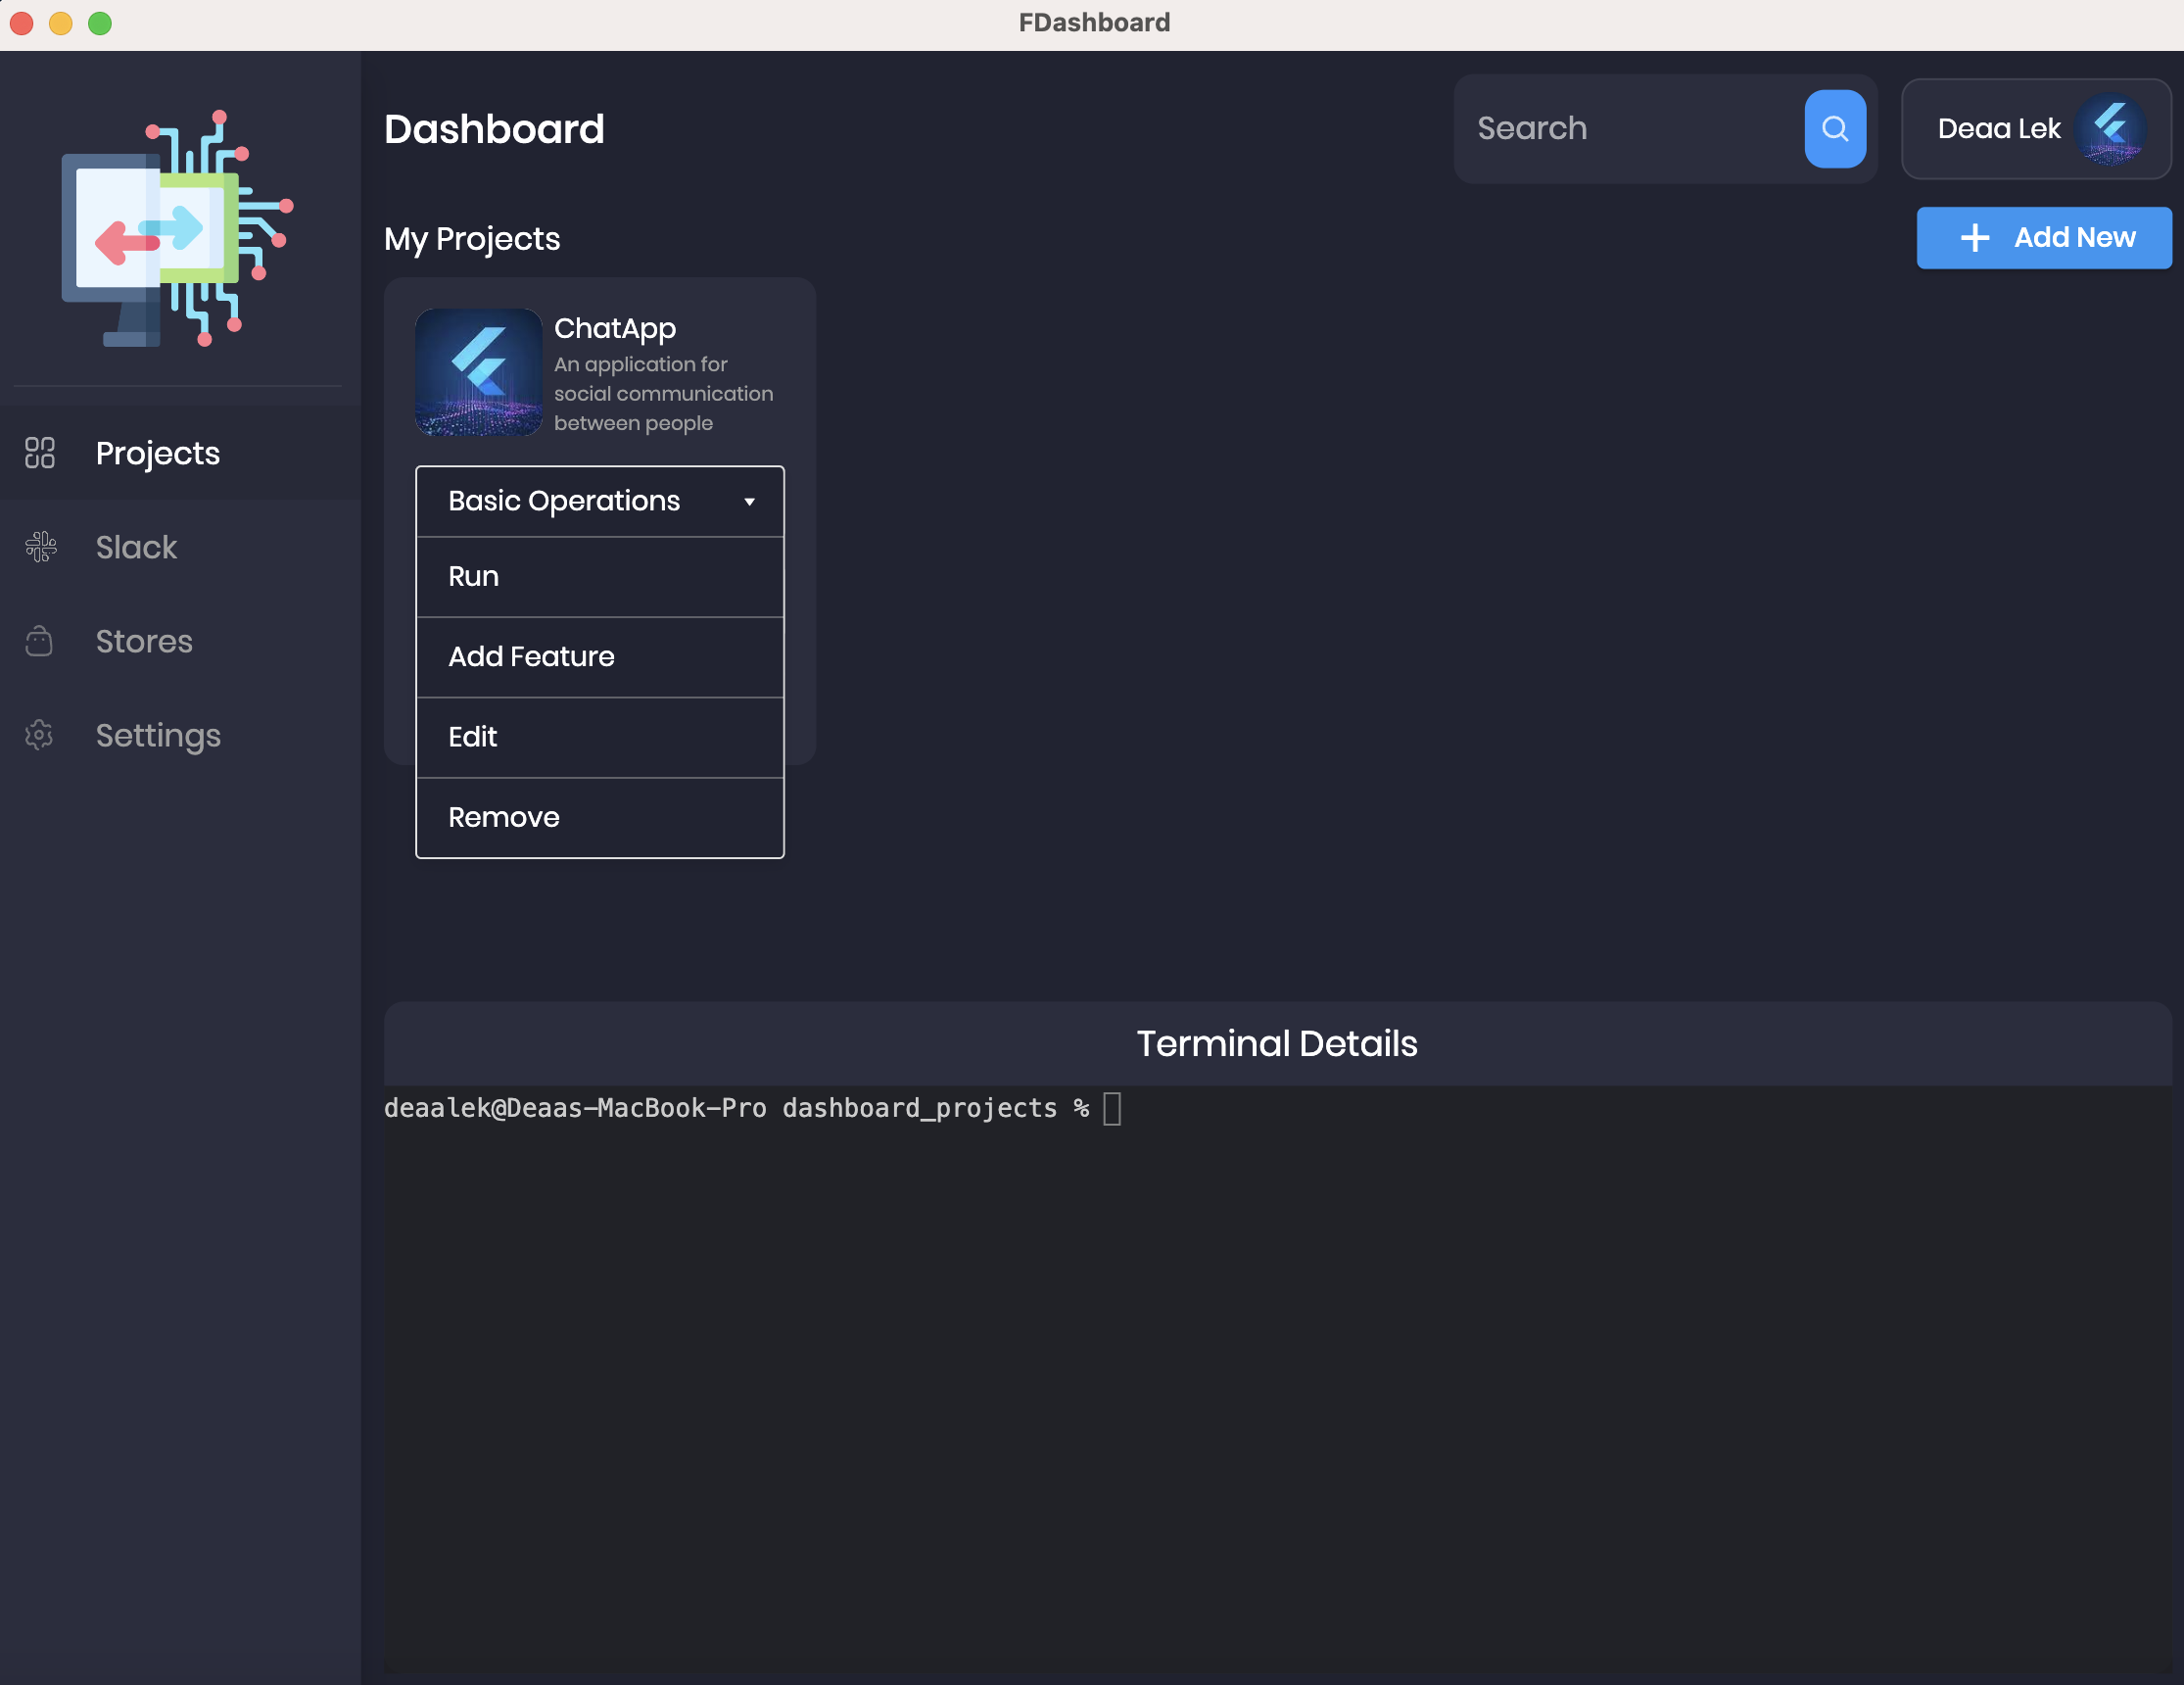 FDashboard
Dashboard
Search
Deaa Lek
My Projects
Add New
ChatApp
An application for
social communication
between people
Projects
Slack
Stores
Settings
Basic Operations
Run
Add Feature
Edit
Remove
Terminal Details
deaalek@Deaas-MacBook-Pro dashboard_projects %